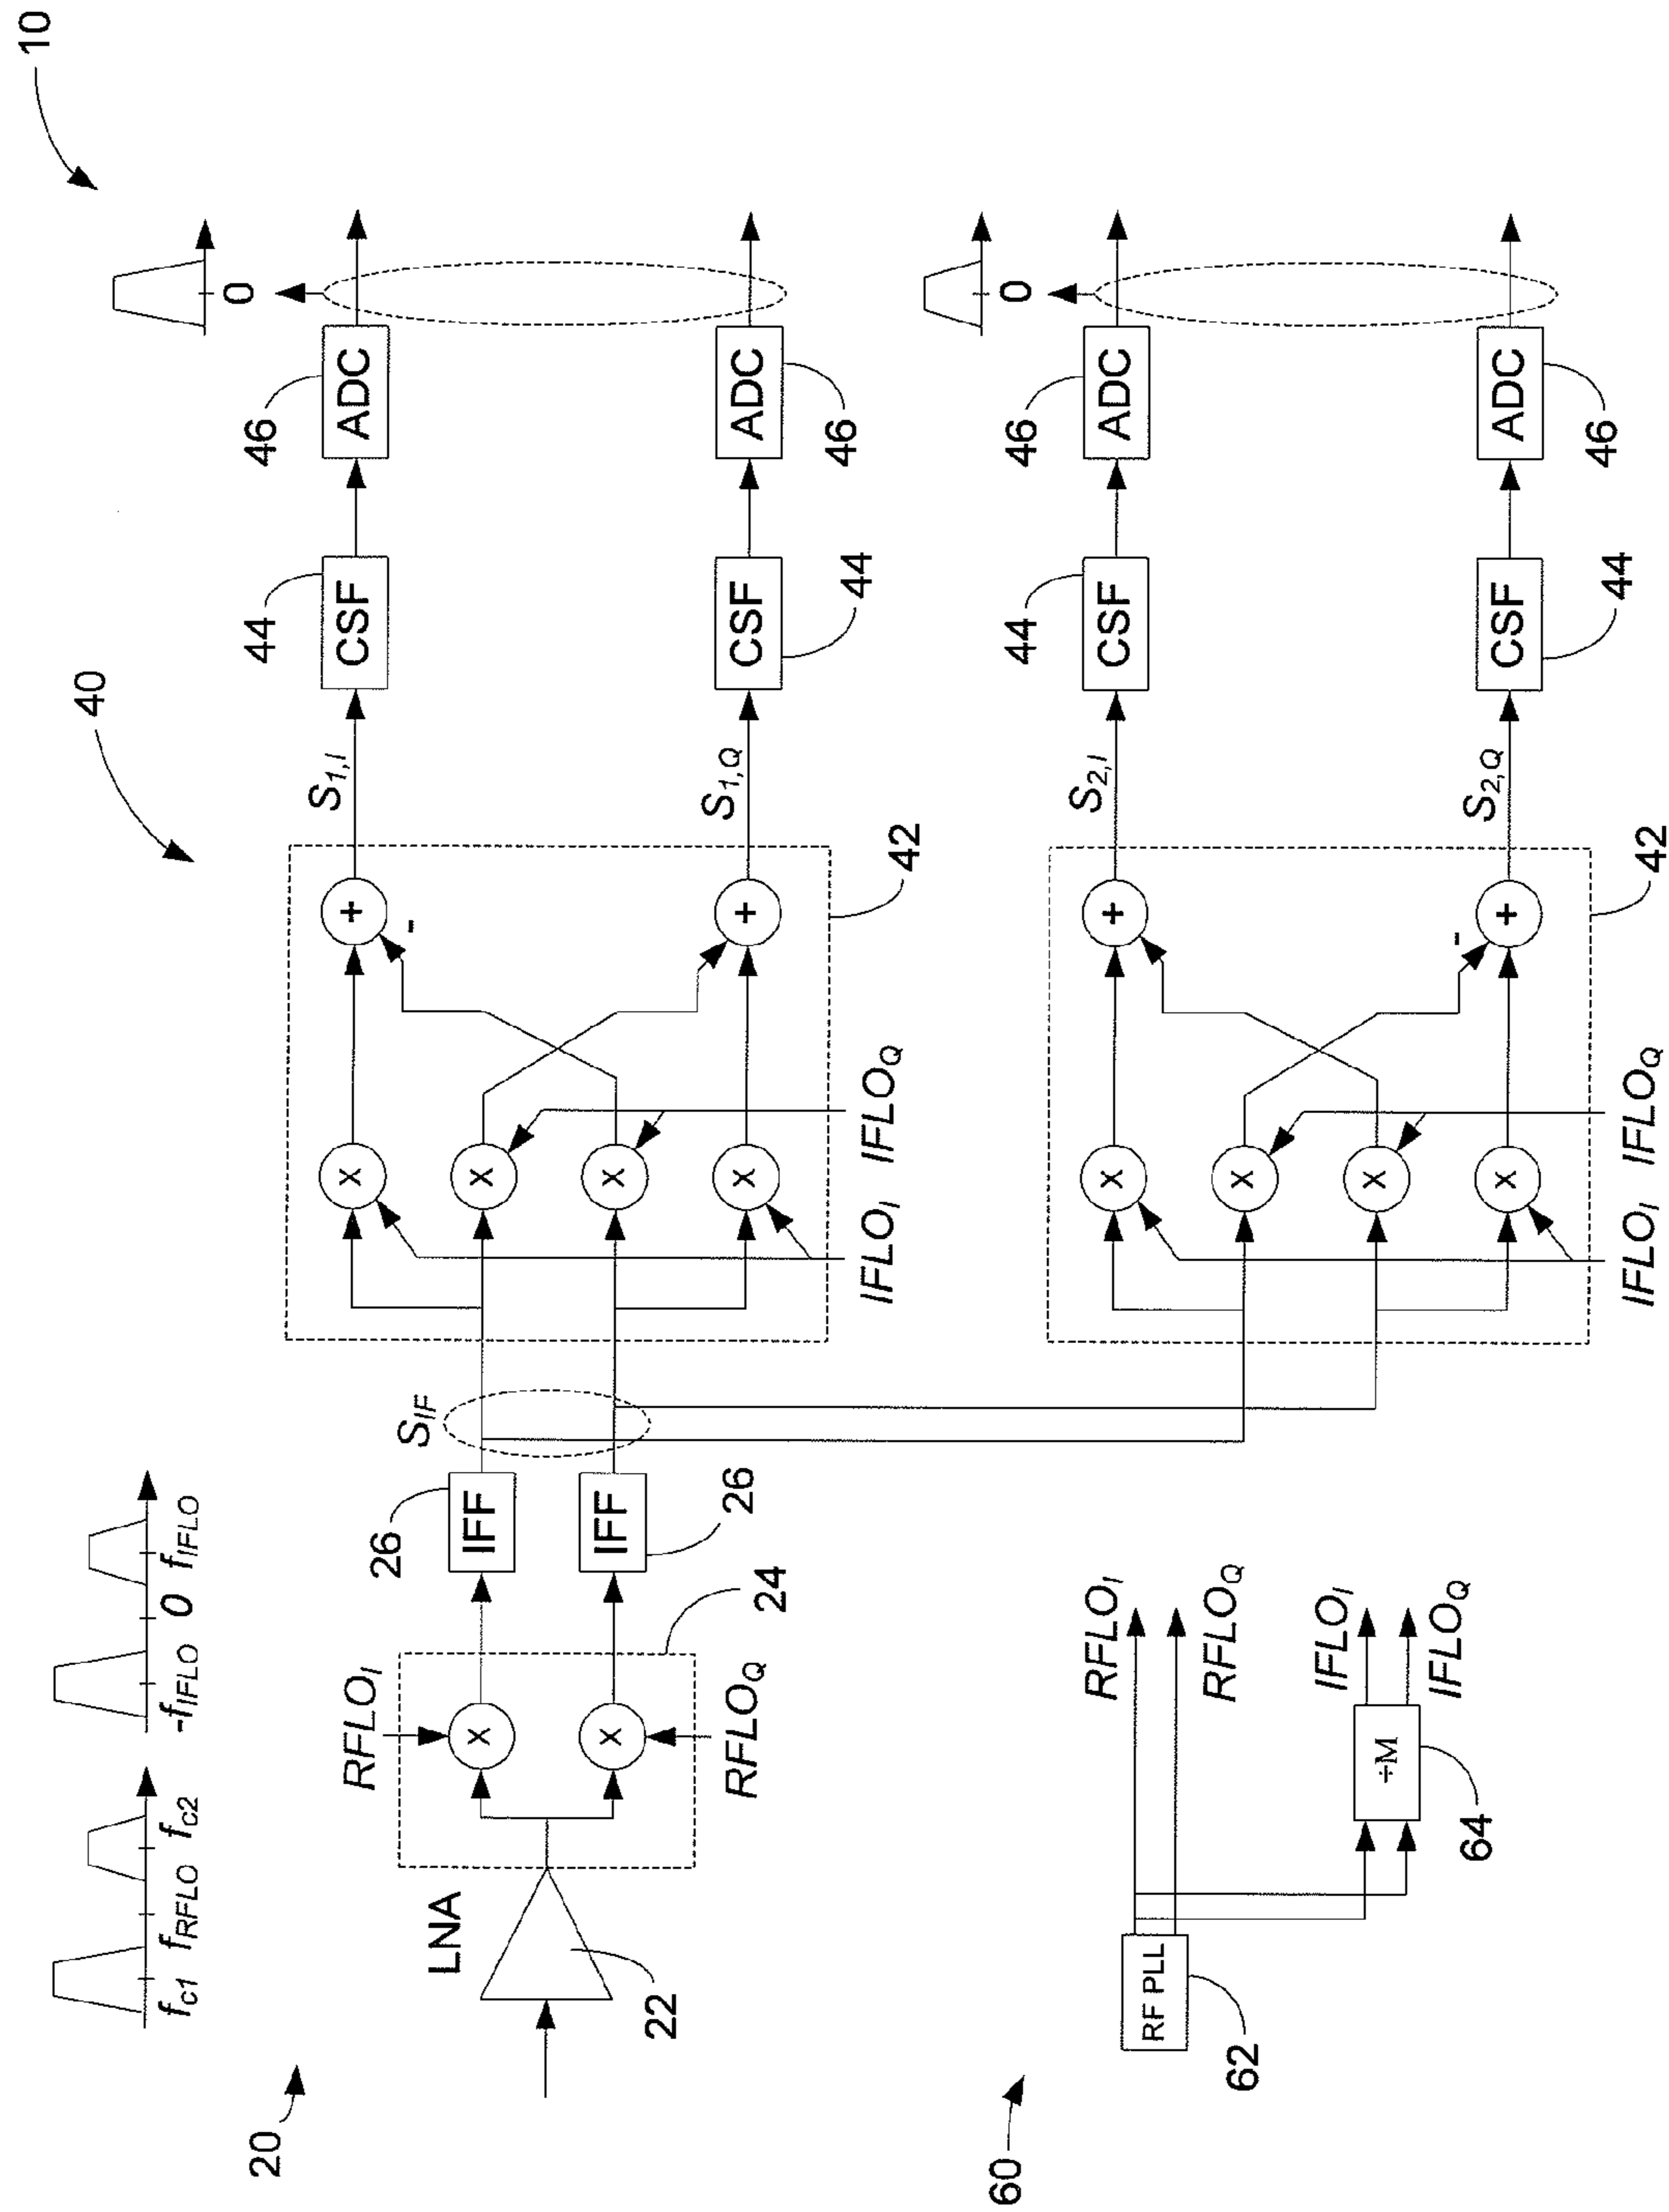 10
20
40
60
f_c1 f_RFLO f_c2
-f_IFLO 0 f_IFLO
LNA
22
RFLO_I
x
x
RFLO_Q
24
26
IFF
IFF
26
S_IF
x
x
x
x
IFLO_I IFLO_Q
+
-
+
42
S_1,I
S_1,Q
44
CSF
CSF
44
46
ADC
ADC
46
0
x
x
x
x
IFLO_I IFLO_Q
+
-
+
42
S_2,I
S_2,Q
44
CSF
CSF
44
46
ADC
ADC
46
0
RF PLL
62
RFLO_I
RFLO_Q
÷M
64
IFLO_I
IFLO_Q